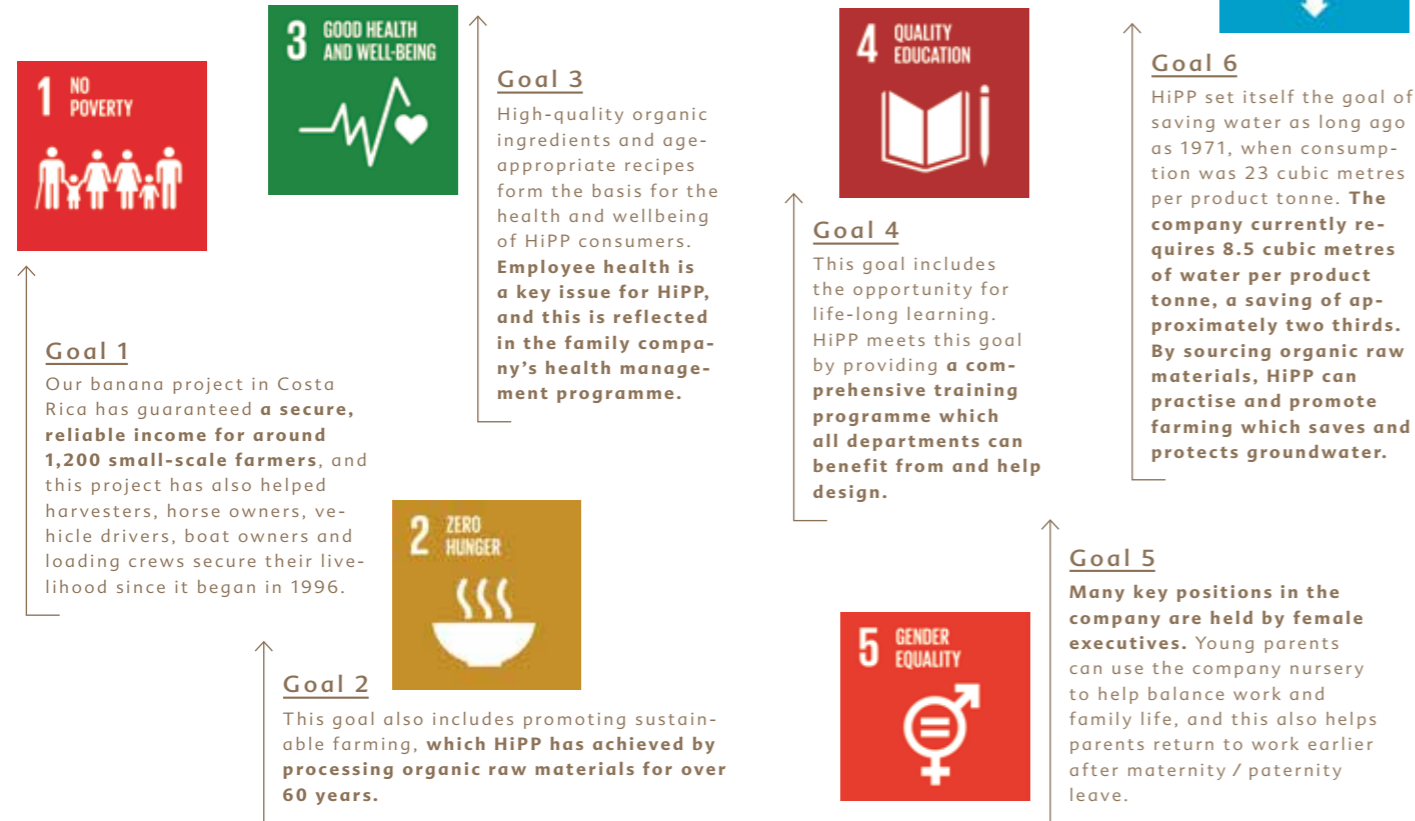 1 NO
POVERTY
Goal 1
Our banana project in Costa
Rica has guaranteed a secure,
reliable income for around
1,200 small-scale farmers, and
this project has also helped
harvesters, horse owners, ve-
hicle drivers, boat owners and
loading crews secure their live-
lihood since it began in 1996.
2 ZERO
HUNGER
Goal 2
This goal also includes promoting sustain-
able farming, which HiPP has achieved by
processing organic raw materials for over
60 years.
3 GOOD HEALTH
AND WELL-BEING
Goal 3
High-quality organic
ingredients and age-
appropriate recipes
form the basis for the
health and wellbeing
of HiPP consumers.
Employee health is
a key issue for HiPP,
and this is reflected
in the family compa-
ny's health manage-
ment programme.
4 QUALITY
EDUCATION
Goal 4
This goal includes
the opportunity for
life-long learning.
HiPP meets this goal
by providing a com-
prehensive training
programme which
all departments can
benefit from and help
design.
5 GENDER
EQUALITY
Goal 5
Many key positions in the
company are held by female
executives. Young parents
can use the company nursery
to help balance work and
family life, and this also helps
parents return to work earlier
after maternity / paternity
leave.
Goal 6
HiPP set itself the goal of
saving water as long ago
as 1971, when consump-
tion was 23 cubic metres
per product tonne. The
company currently re-
quires 8.5 cubic metres
of water per product
tonne, a saving of ap-
proximately two thirds.
By sourcing organic raw
materials, HiPP can
practise and promote
farming which saves and
protects groundwater.